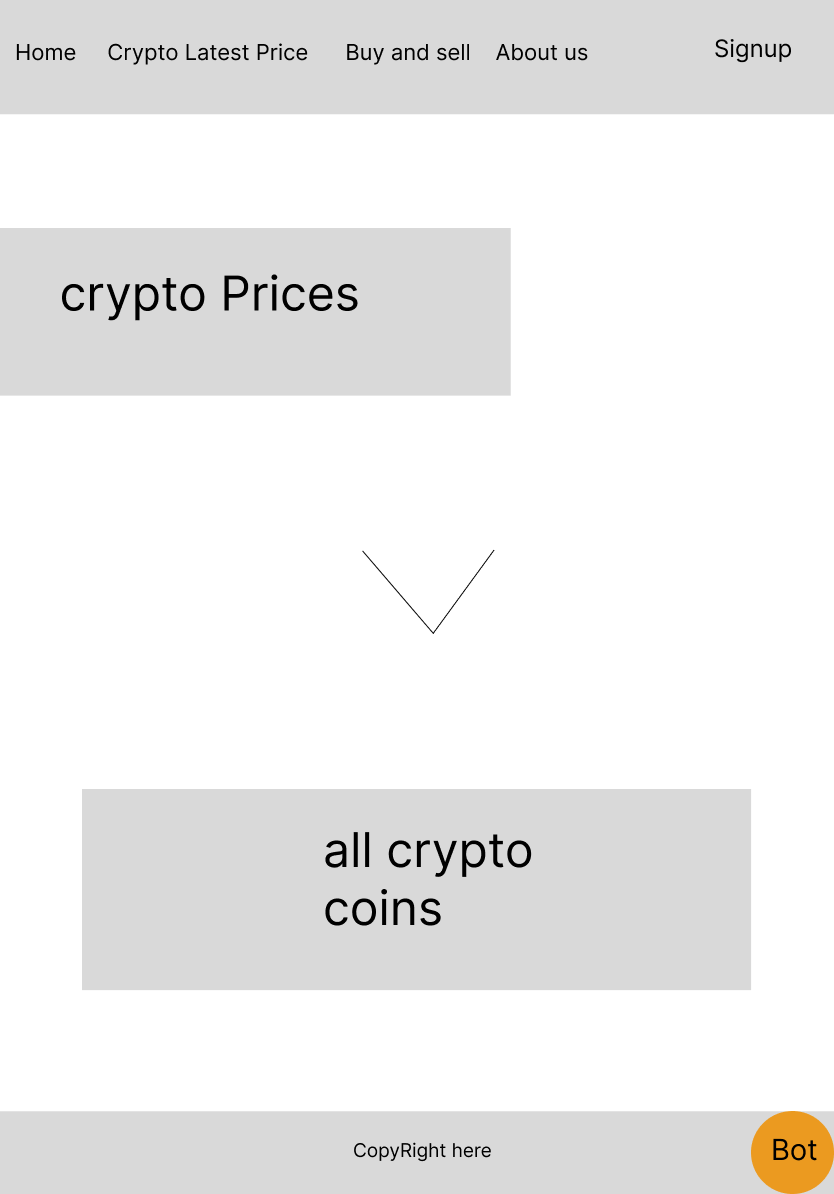 Home Crypto Latest Price Buy and sell About us Signup
crypto Prices
all crypto
coins
CopyRight here
Bot